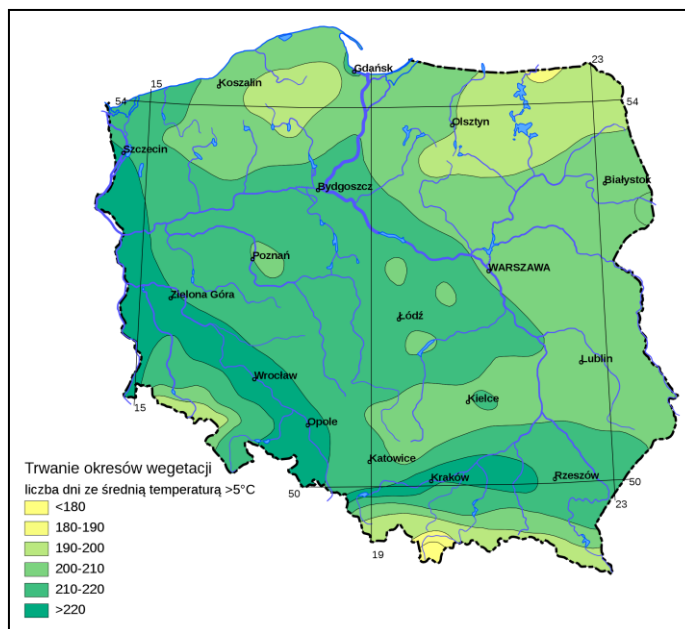 23
Gdańsk
15
Koszalin
54
54
Olsztyn
Szczecin
Białystok
Bydgoszcz
Poznań
WARSZAWA
Zielona Góra
Łódź
Lublin
Wrocław
Kielce
15
Opole
Katowice
Kraków
Rzeszów
50
50
23
19
Trwanie okresów wegetacji
liczba dni ze średnią temperaturą >5°C
<180
180-190
190-200
200-210
210-220
>220